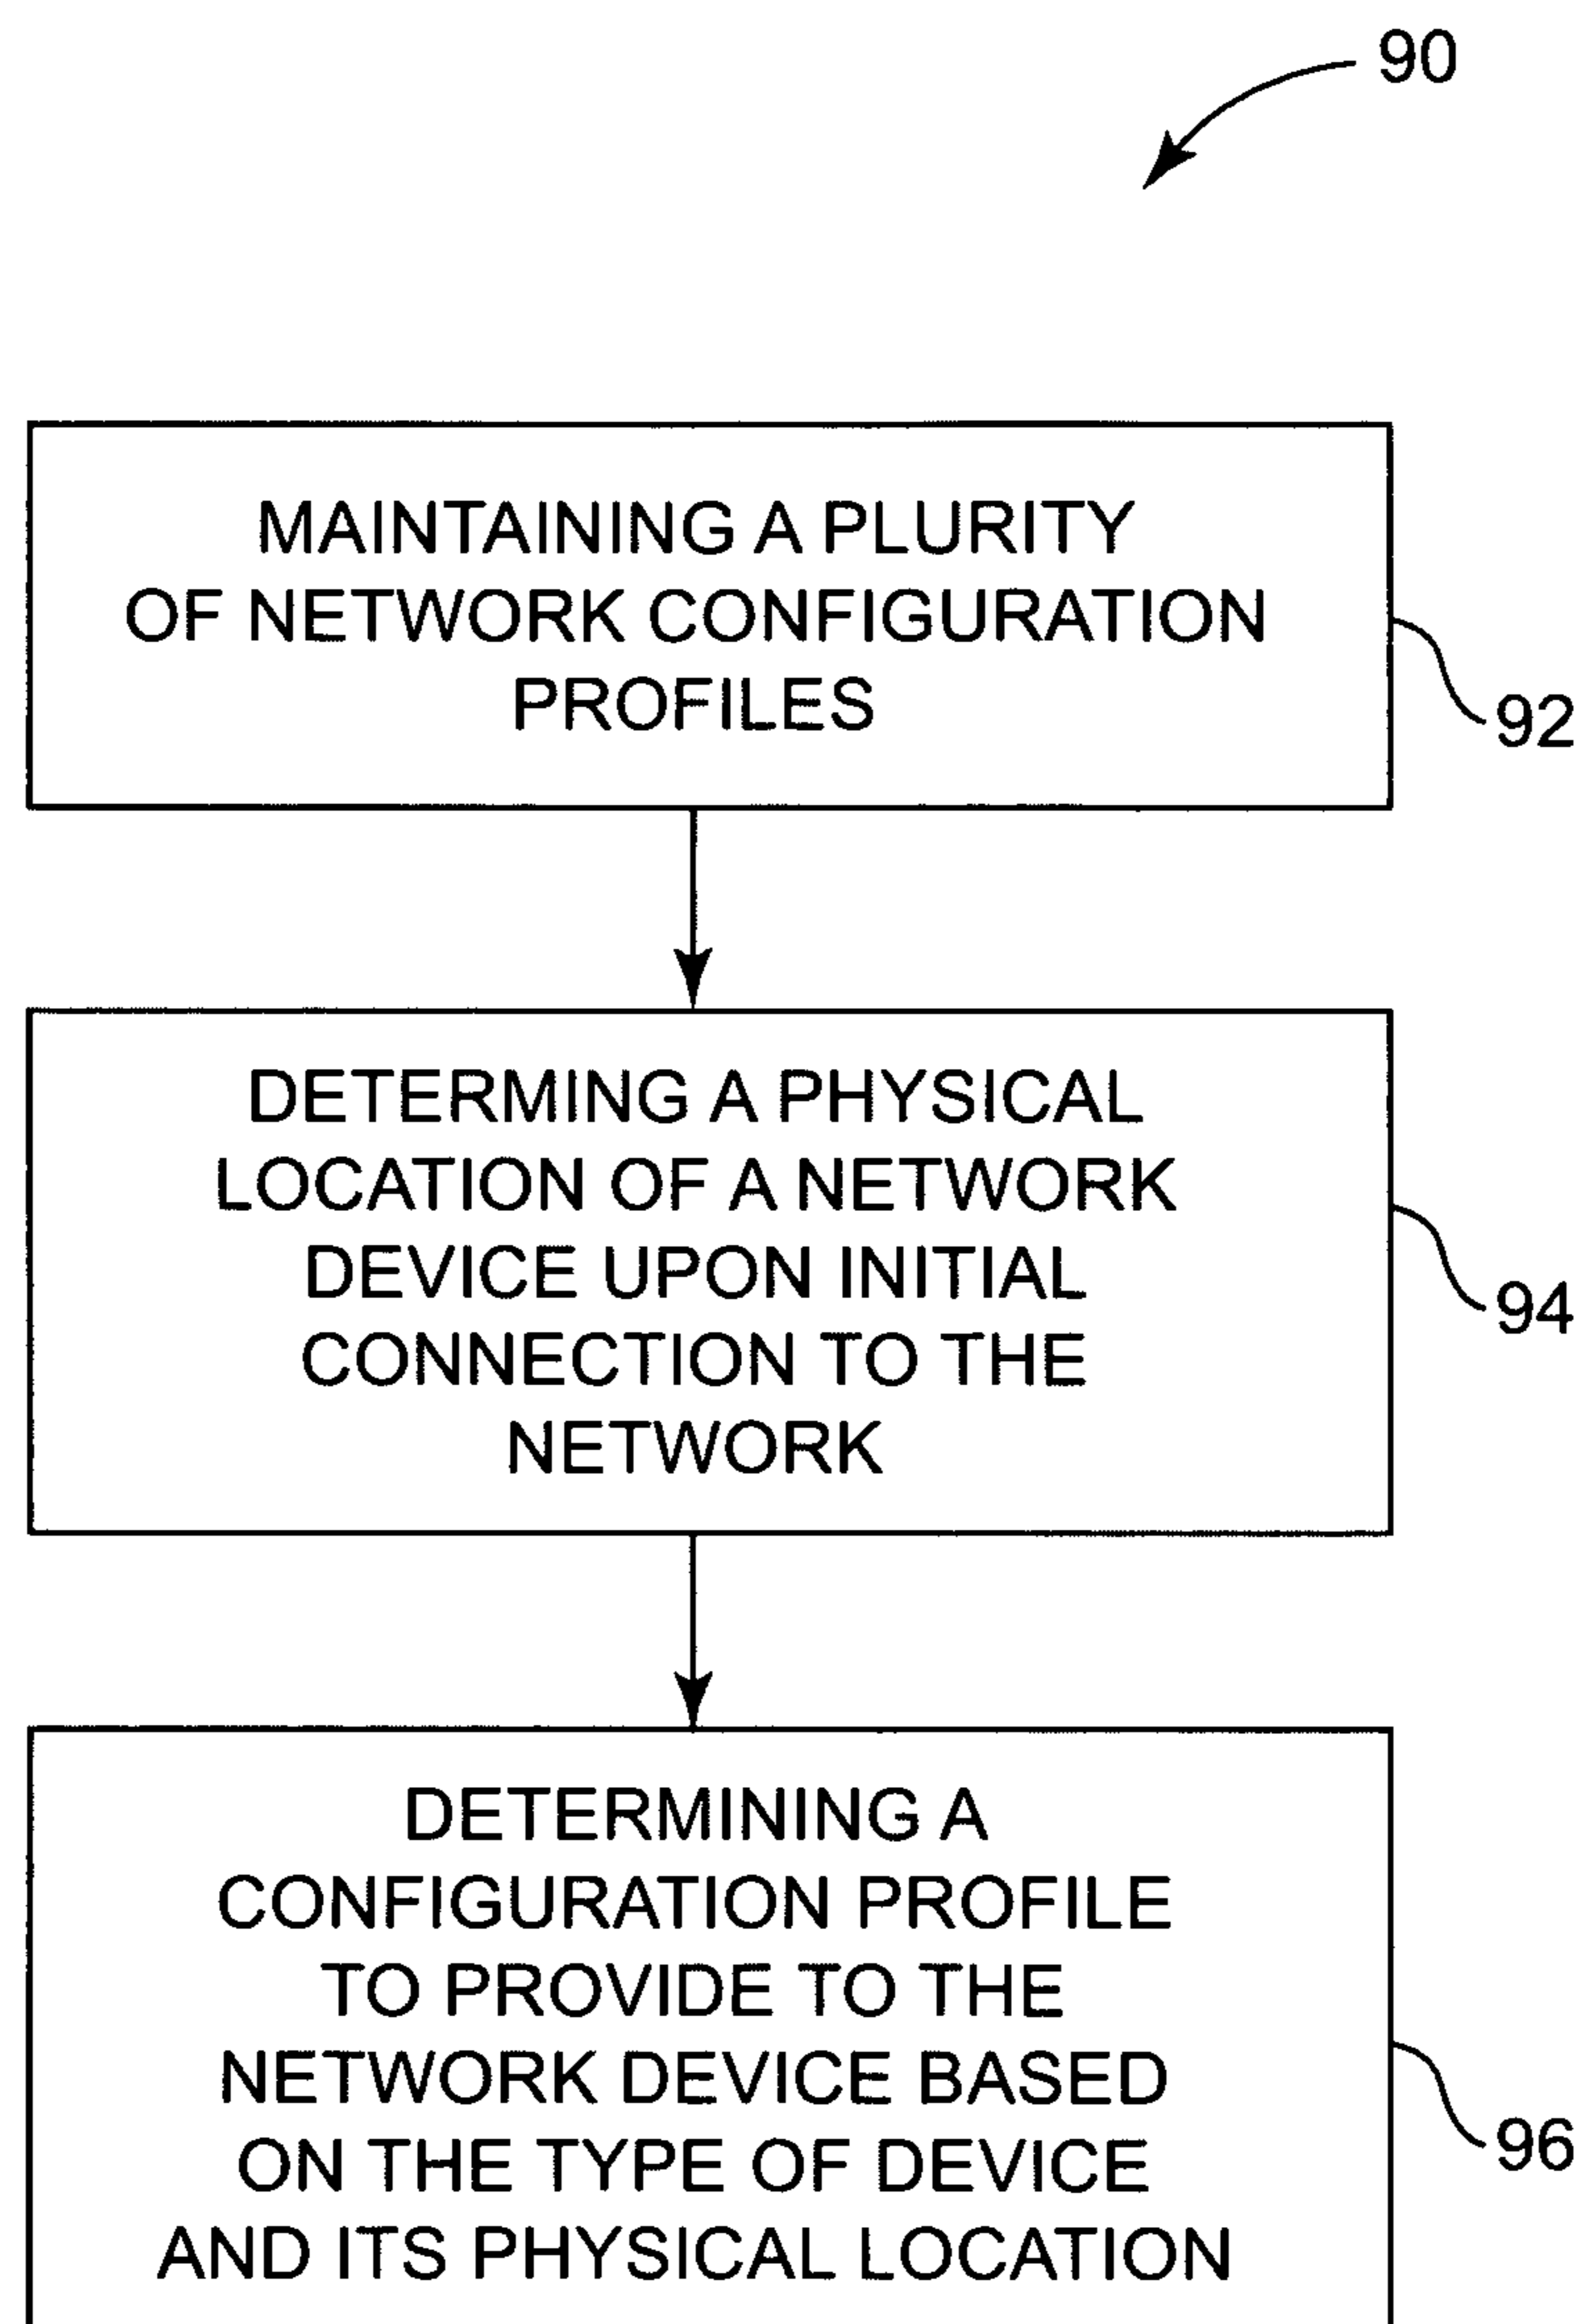 90
MAINTAINING A PLURITY
OF NETWORK CONFIGURATION
PROFILES
92
DETERMING A PHYSICAL
LOCATION OF A NETWORK
DEVICE UPON INITIAL
CONNECTION TO THE
NETWORK
94
DETERMINING A
CONFIGURATION PROFILE
TO PROVIDE TO THE
NETWORK DEVICE BASED
ON THE TYPE OF DEVICE
AND ITS PHYSICAL LOCATION
96